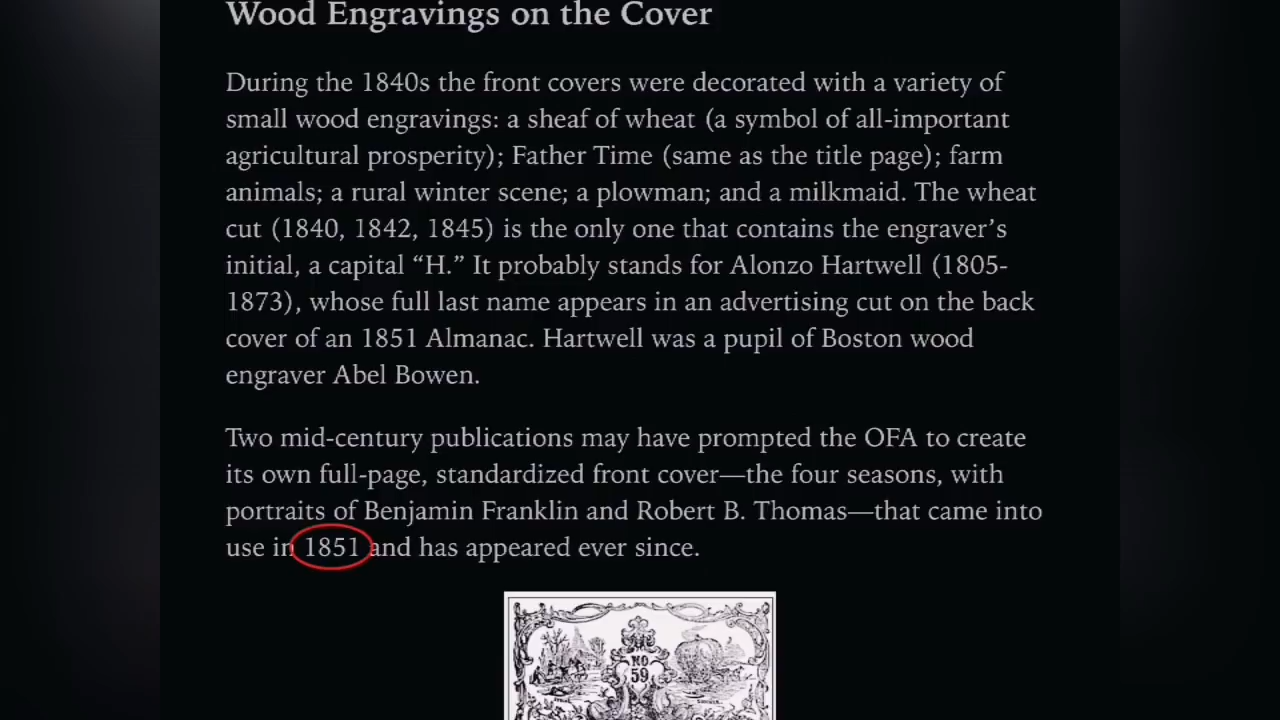 Wood Engravings on the Cover
During the 1840s the front covers were decorated with a variety of
small wood engravings: a sheaf of wheat (a symbol of all-important
agricultural prosperity); Father Time (same as the title page); farm
animals; a rural winter scene; a plowman; and a milkmaid. The wheat
cut (1840, 1842, 1845) is the only one that contains the engraver’s
initial, a capital “H.” It probably stands for Alonzo Hartwell (1805-
1873), whose full last name appears in an advertising cut on the back
cover of an 1851 Almanac. Hartwell was a pupil of Boston wood
engraver Abel Bowen.
Two mid-century publications may have prompted the OFA to create
its own full-page, standardized front cover—the four seasons, with
portraits of Benjamin Franklin and Robert B. Thomas—that came into
use in 1851 and has appeared ever since.
NO
59